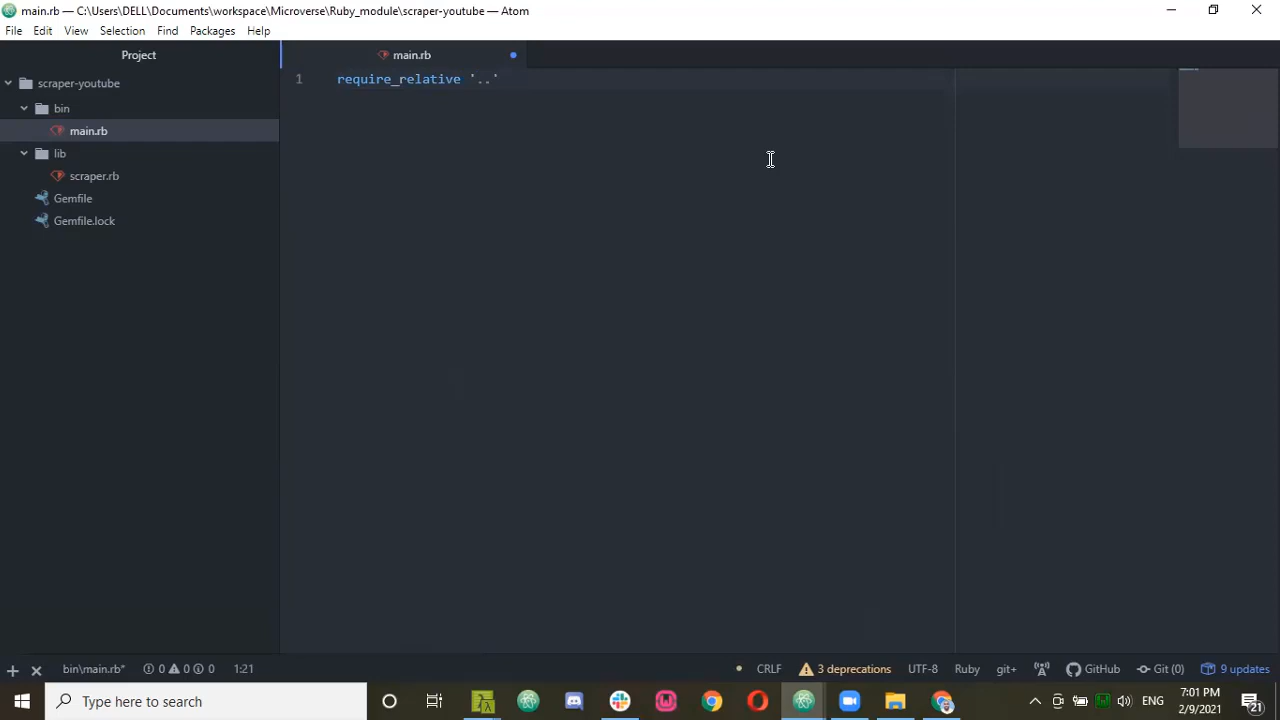 main.rb — C:\Users\DELL\Documents\workspace\Microverse\Ruby_module\scraper-youtube — Atom
File Edit View Selection Find Packages Help
Project
main.rb
scraper-youtube
bin
main.rb
lib
scraper.rb
Gemfile
Gemfile.lock
1 require_relative '..'
bin\main.rb* 0 0 0 1:21 CRLF 3 deprecations UTF-8 Ruby git+ GitHub Git (0) 9 updates
Type here to search
ENG
7:01 PM
2/9/2021
21